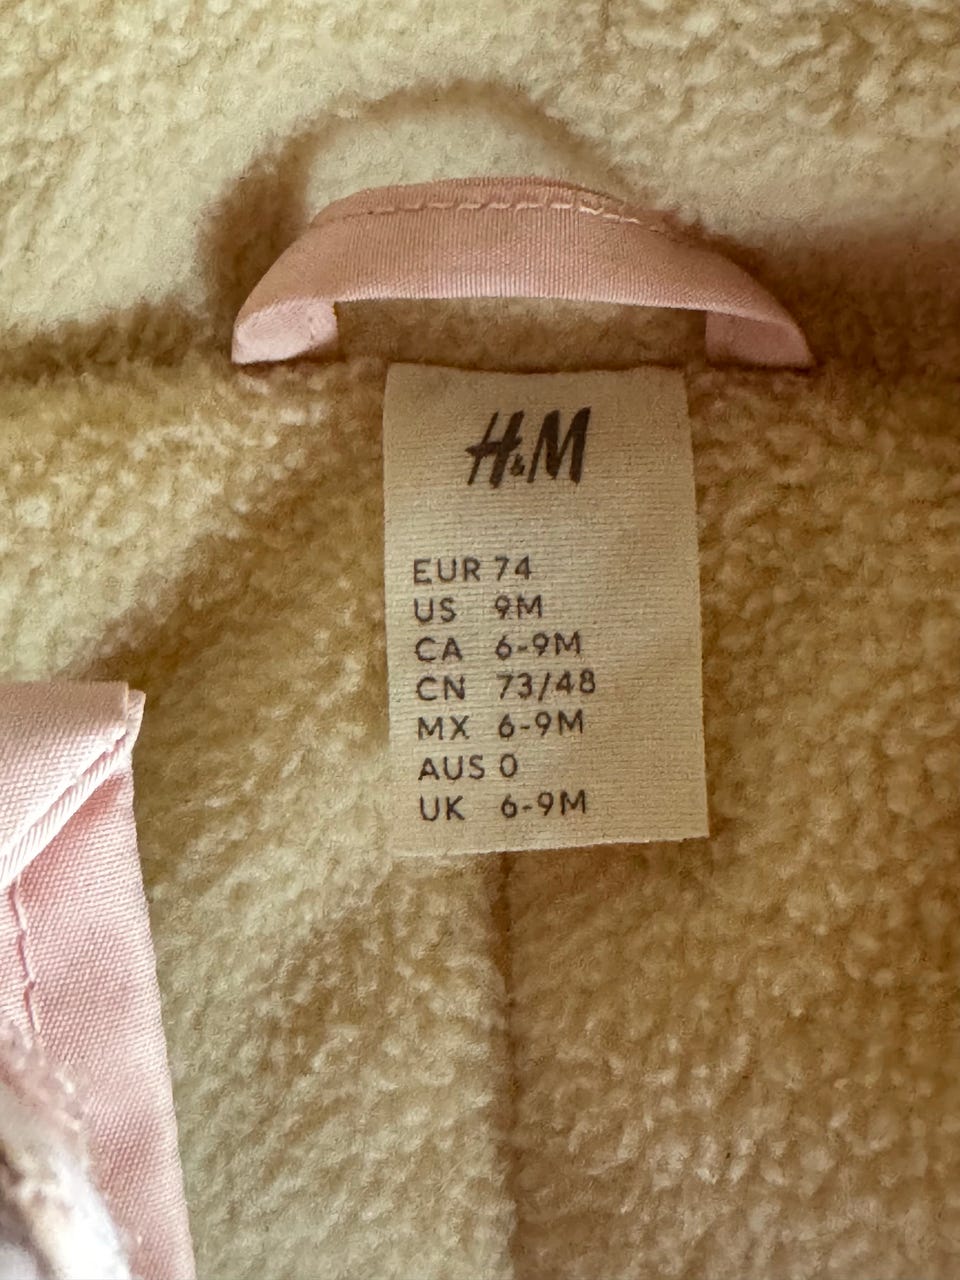 H&M
EUR 74
US 9M
CA 6-9M
CN 73/48
MX 6-9M
AUS 0
UK 6-9M